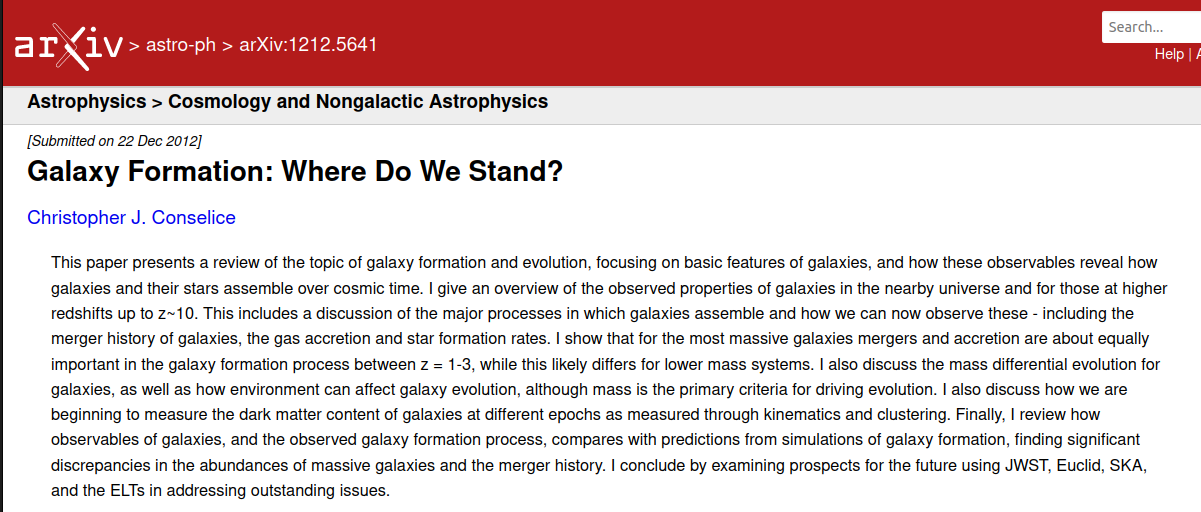 Search...
arXiv > astro-ph > arXiv:1212.5641
Help |
Astrophysics > Cosmology and Nongalactic Astrophysics
[Submitted on 22 Dec 2012]
Galaxy Formation: Where Do We Stand?
Christopher J. Conselice
This paper presents a review of the topic of galaxy formation and evolution, focusing on basic features of galaxies, and how these observables reveal how
galaxies and their stars assemble over cosmic time. I give an overview of the observed properties of galaxies in the nearby universe and for those at higher
redshifts up to z~10. This includes a discussion of the major processes in which galaxies assemble and how we can now observe these - including the
merger history of galaxies, the gas accretion and star formation rates. I show that for the most massive galaxies mergers and accretion are about equally
important in the galaxy formation process between z = 1-3, while this likely differs for lower mass systems. I also discuss the mass differential evolution for
galaxies, as well as how environment can affect galaxy evolution, although mass is the primary criteria for driving evolution. I also discuss how we are
beginning to measure the dark matter content of galaxies at different epochs as measured through kinematics and clustering. Finally, I review how
observables of galaxies, and the observed galaxy formation process, compares with predictions from simulations of galaxy formation, finding significant
discrepancies in the abundances of massive galaxies and the merger history. I conclude by examining prospects for the future using JWST, Euclid, SKA,
and the ELTs in addressing outstanding issues.